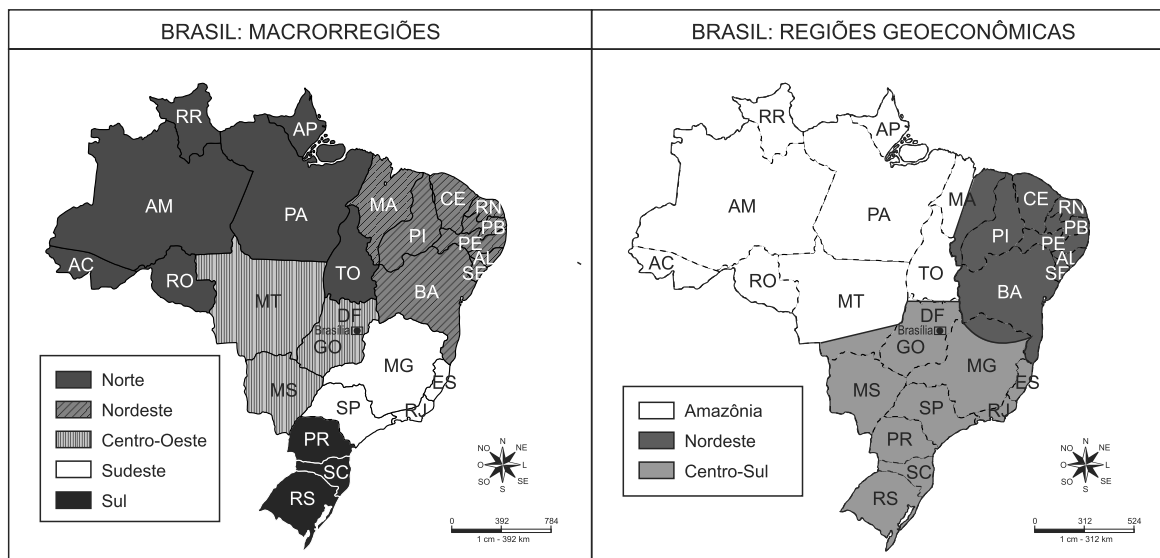 BRASIL: MACRORREGIÕES
RR
AP
AM
PA
MA
CE
RN
PB
PE
AL
SE
PI
AC
RO
TO
BA
MT
DF
Brasília
GO
MG
ES
MS
SP
RJ
PR
SC
RS
Norte
Nordeste
Centro-Oeste
Sudeste
Sul
N
NE
L
SE
S
SO
O
NO
0 392 784
1 cm - 392 km
BRASIL: REGIÕES GEOECONÔMICAS
RR
AP
AM
PA
MA
CE
RN
PB
PE
AL
SE
PI
AC
RO
TO
BA
MT
DF
Brasília
GO
MG
ES
MS
SP
RJ
PR
SC
RS
Amazônia
Nordeste
Centro-Sul
N
NE
L
SE
S
SO
O
NO
0 312 524
1 cm - 312 km